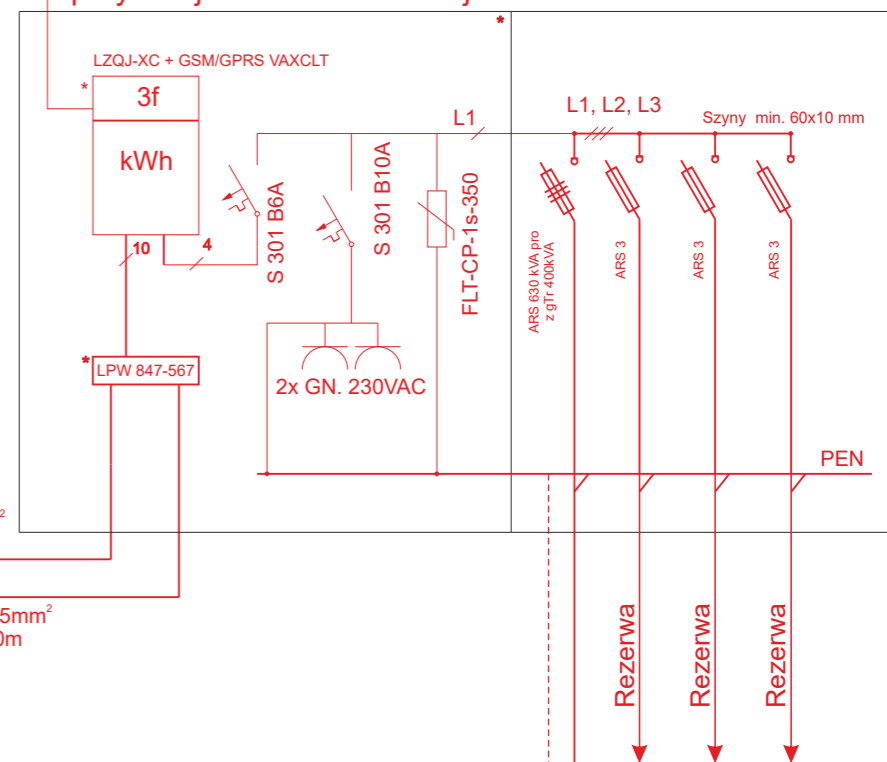 *
LZQJ-XC + GSM/GPRS VAXCLT
*
3f
kWh
10
4
S 301 B6A
S 301 B10A
L1
FLT-CP-1s-350
2x GN. 230VAC
*
LPW 847-567
L1, L2, L3
Szyny min. 60x10 mm
ARS 630 kVA pro
z gTr 400kVA
ARS 3
ARS 3
ARS 3
PEN
5mm²
0m
Rezerwa
Rezerwa
Rezerwa